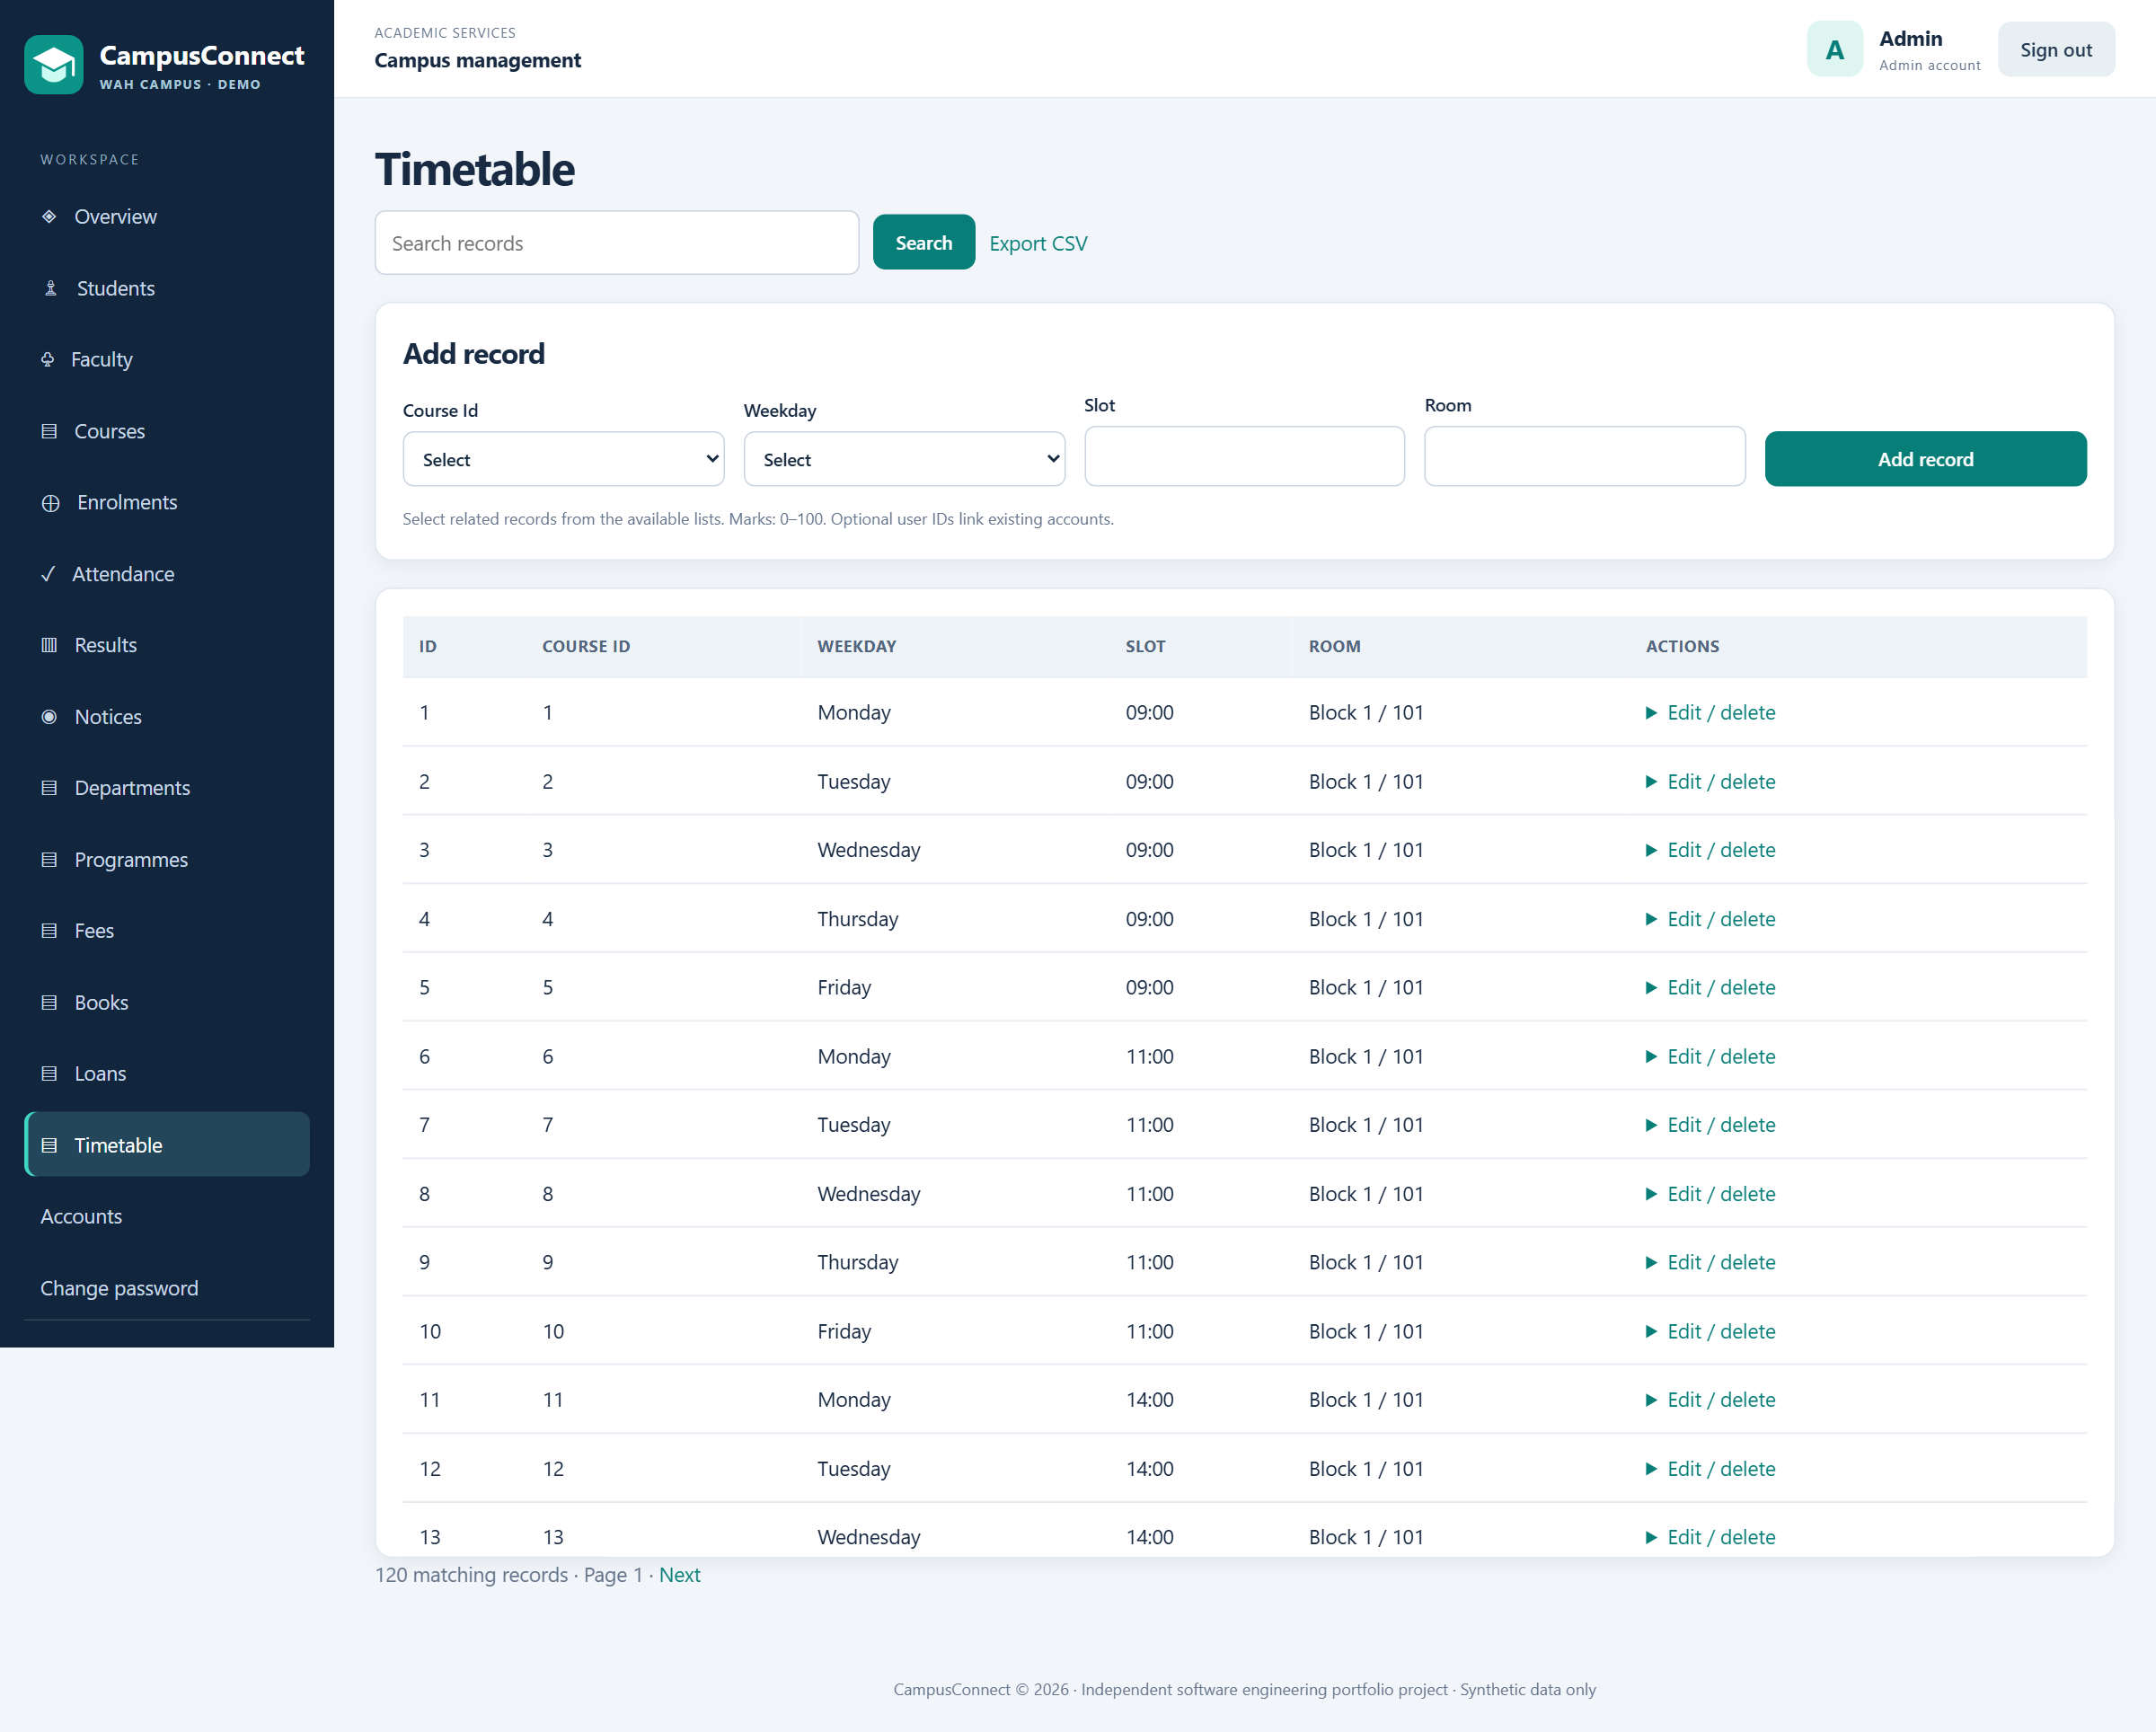 CampusConnect
WAH CAMPUS · DEMO
WORKSPACE
Overview
Students
Faculty
Courses
Enrolments
Attendance
Results
Notices
Departments
Programmes
Fees
Books
Loans
Timetable
Accounts
Change password
ACADEMIC SERVICES
Campus management
A
Admin
Admin account
Sign out
Timetable
Search records
Search
Export CSV
Add record
Course Id
Weekday
Slot
Room
Select
Select
Add record
Select related records from the available lists. Marks: 0–100. Optional user IDs link existing accounts.
ID COURSE ID WEEKDAY SLOT ROOM ACTIONS
1 1 Monday 09:00 Block 1 / 101 Edit / delete
2 2 Tuesday 09:00 Block 1 / 101 Edit / delete
3 3 Wednesday 09:00 Block 1 / 101 Edit / delete
4 4 Thursday 09:00 Block 1 / 101 Edit / delete
5 5 Friday 09:00 Block 1 / 101 Edit / delete
6 6 Monday 11:00 Block 1 / 101 Edit / delete
7 7 Tuesday 11:00 Block 1 / 101 Edit / delete
8 8 Wednesday 11:00 Block 1 / 101 Edit / delete
9 9 Thursday 11:00 Block 1 / 101 Edit / delete
10 10 Friday 11:00 Block 1 / 101 Edit / delete
11 11 Monday 14:00 Block 1 / 101 Edit / delete
12 12 Tuesday 14:00 Block 1 / 101 Edit / delete
13 13 Wednesday 14:00 Block 1 / 101 Edit / delete
120 matching records · Page 1 · Next
CampusConnect © 2026 · Independent software engineering portfolio project · Synthetic data only